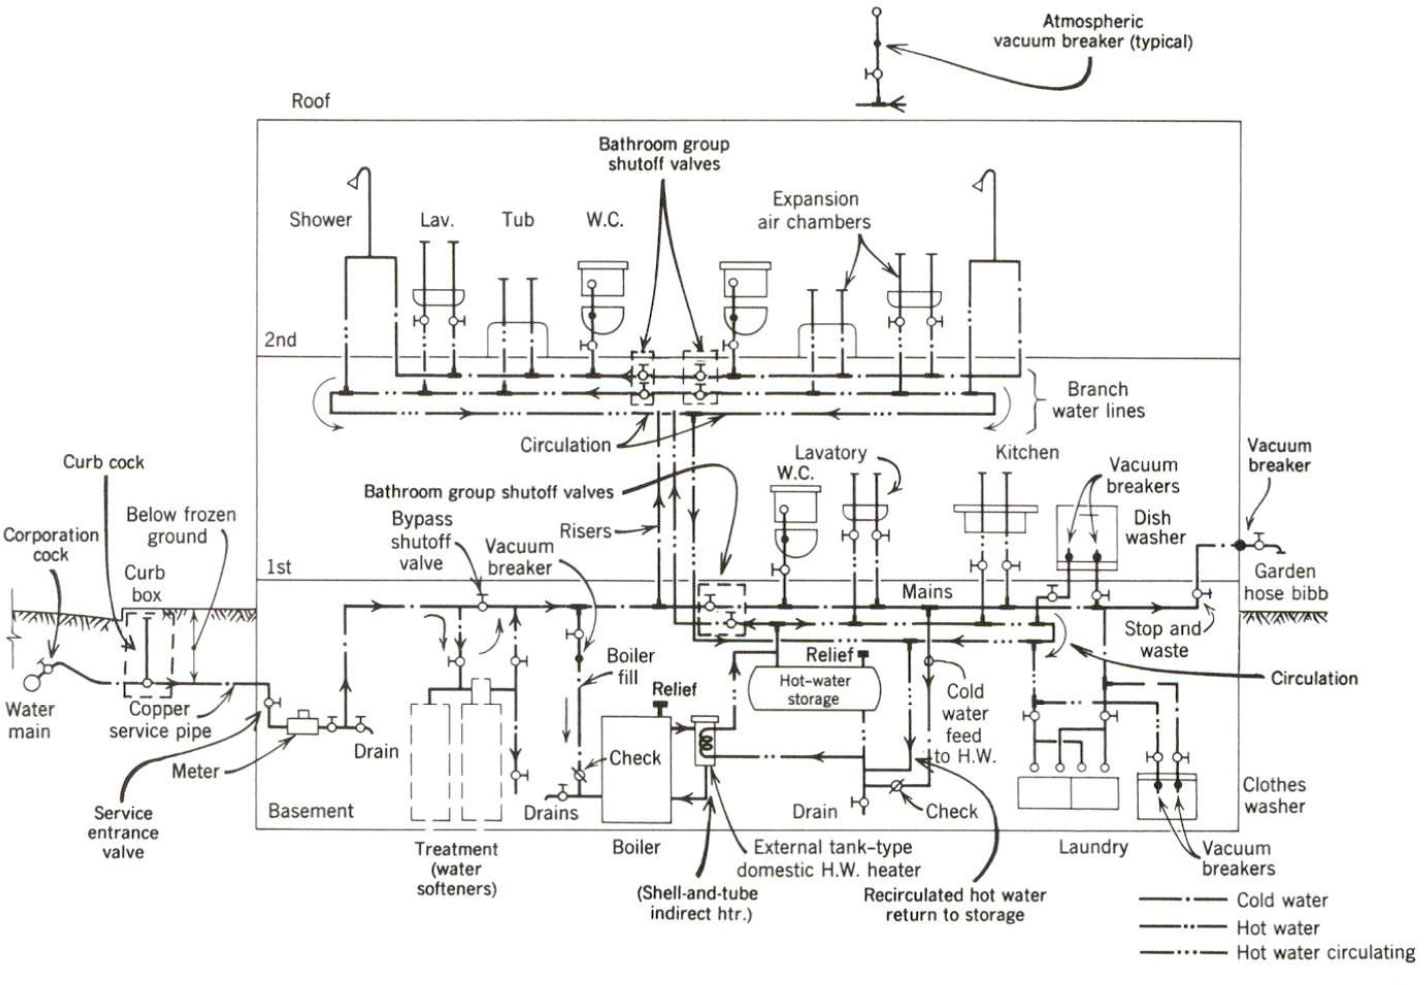 Atmospheric
vacuum breaker (typical)
Roof
Bathroom group
shutoff valves
Expansion
air chambers
Shower
Lav.
Tub
W.C.
2nd
Branch
water lines
Circulation
Curb cock
Lavatory
Kitchen
Vacuum
breaker
W.C.
Vacuum
breakers
Bathroom group shutoff valves
Below frozen
ground
Corporation
cock
Bypass
shutoff
valve
Risers
Dish
washer
Vacuum
breaker
Curb
box
1st
Mains
Garden
hose bibb
Stop and
waste
Boiler
fill
Relief
Circulation
Hot-water
storage
Relief
Cold
water
feed
to H.W.
Water
main
Copper
service pipe
Drain
Meter
Check
Clothes
washer
Service
entrance
valve
Basement
Drains
Drain
Check
Treatment
(water
softeners)
Boiler
External tank-type
domestic H.W. heater
Laundry
Vacuum
breakers
(Shell-and-tube
indirect htr.)
Recirculated hot water
return to storage
Cold water
Hot water
Hot water circulating